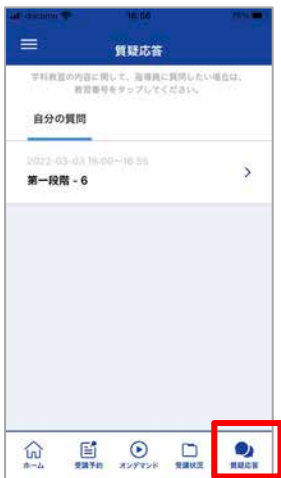 docomo 16:56 75%
質疑応答
学科教習の内容に関して、指導員に質問したい場合は、
教習番号をタップしてください。
自分の質問
2022-03-03 16:00～16:55
第一段階 - 6
ホーム 受講予約 オンデマンド 受講状況 質疑応答